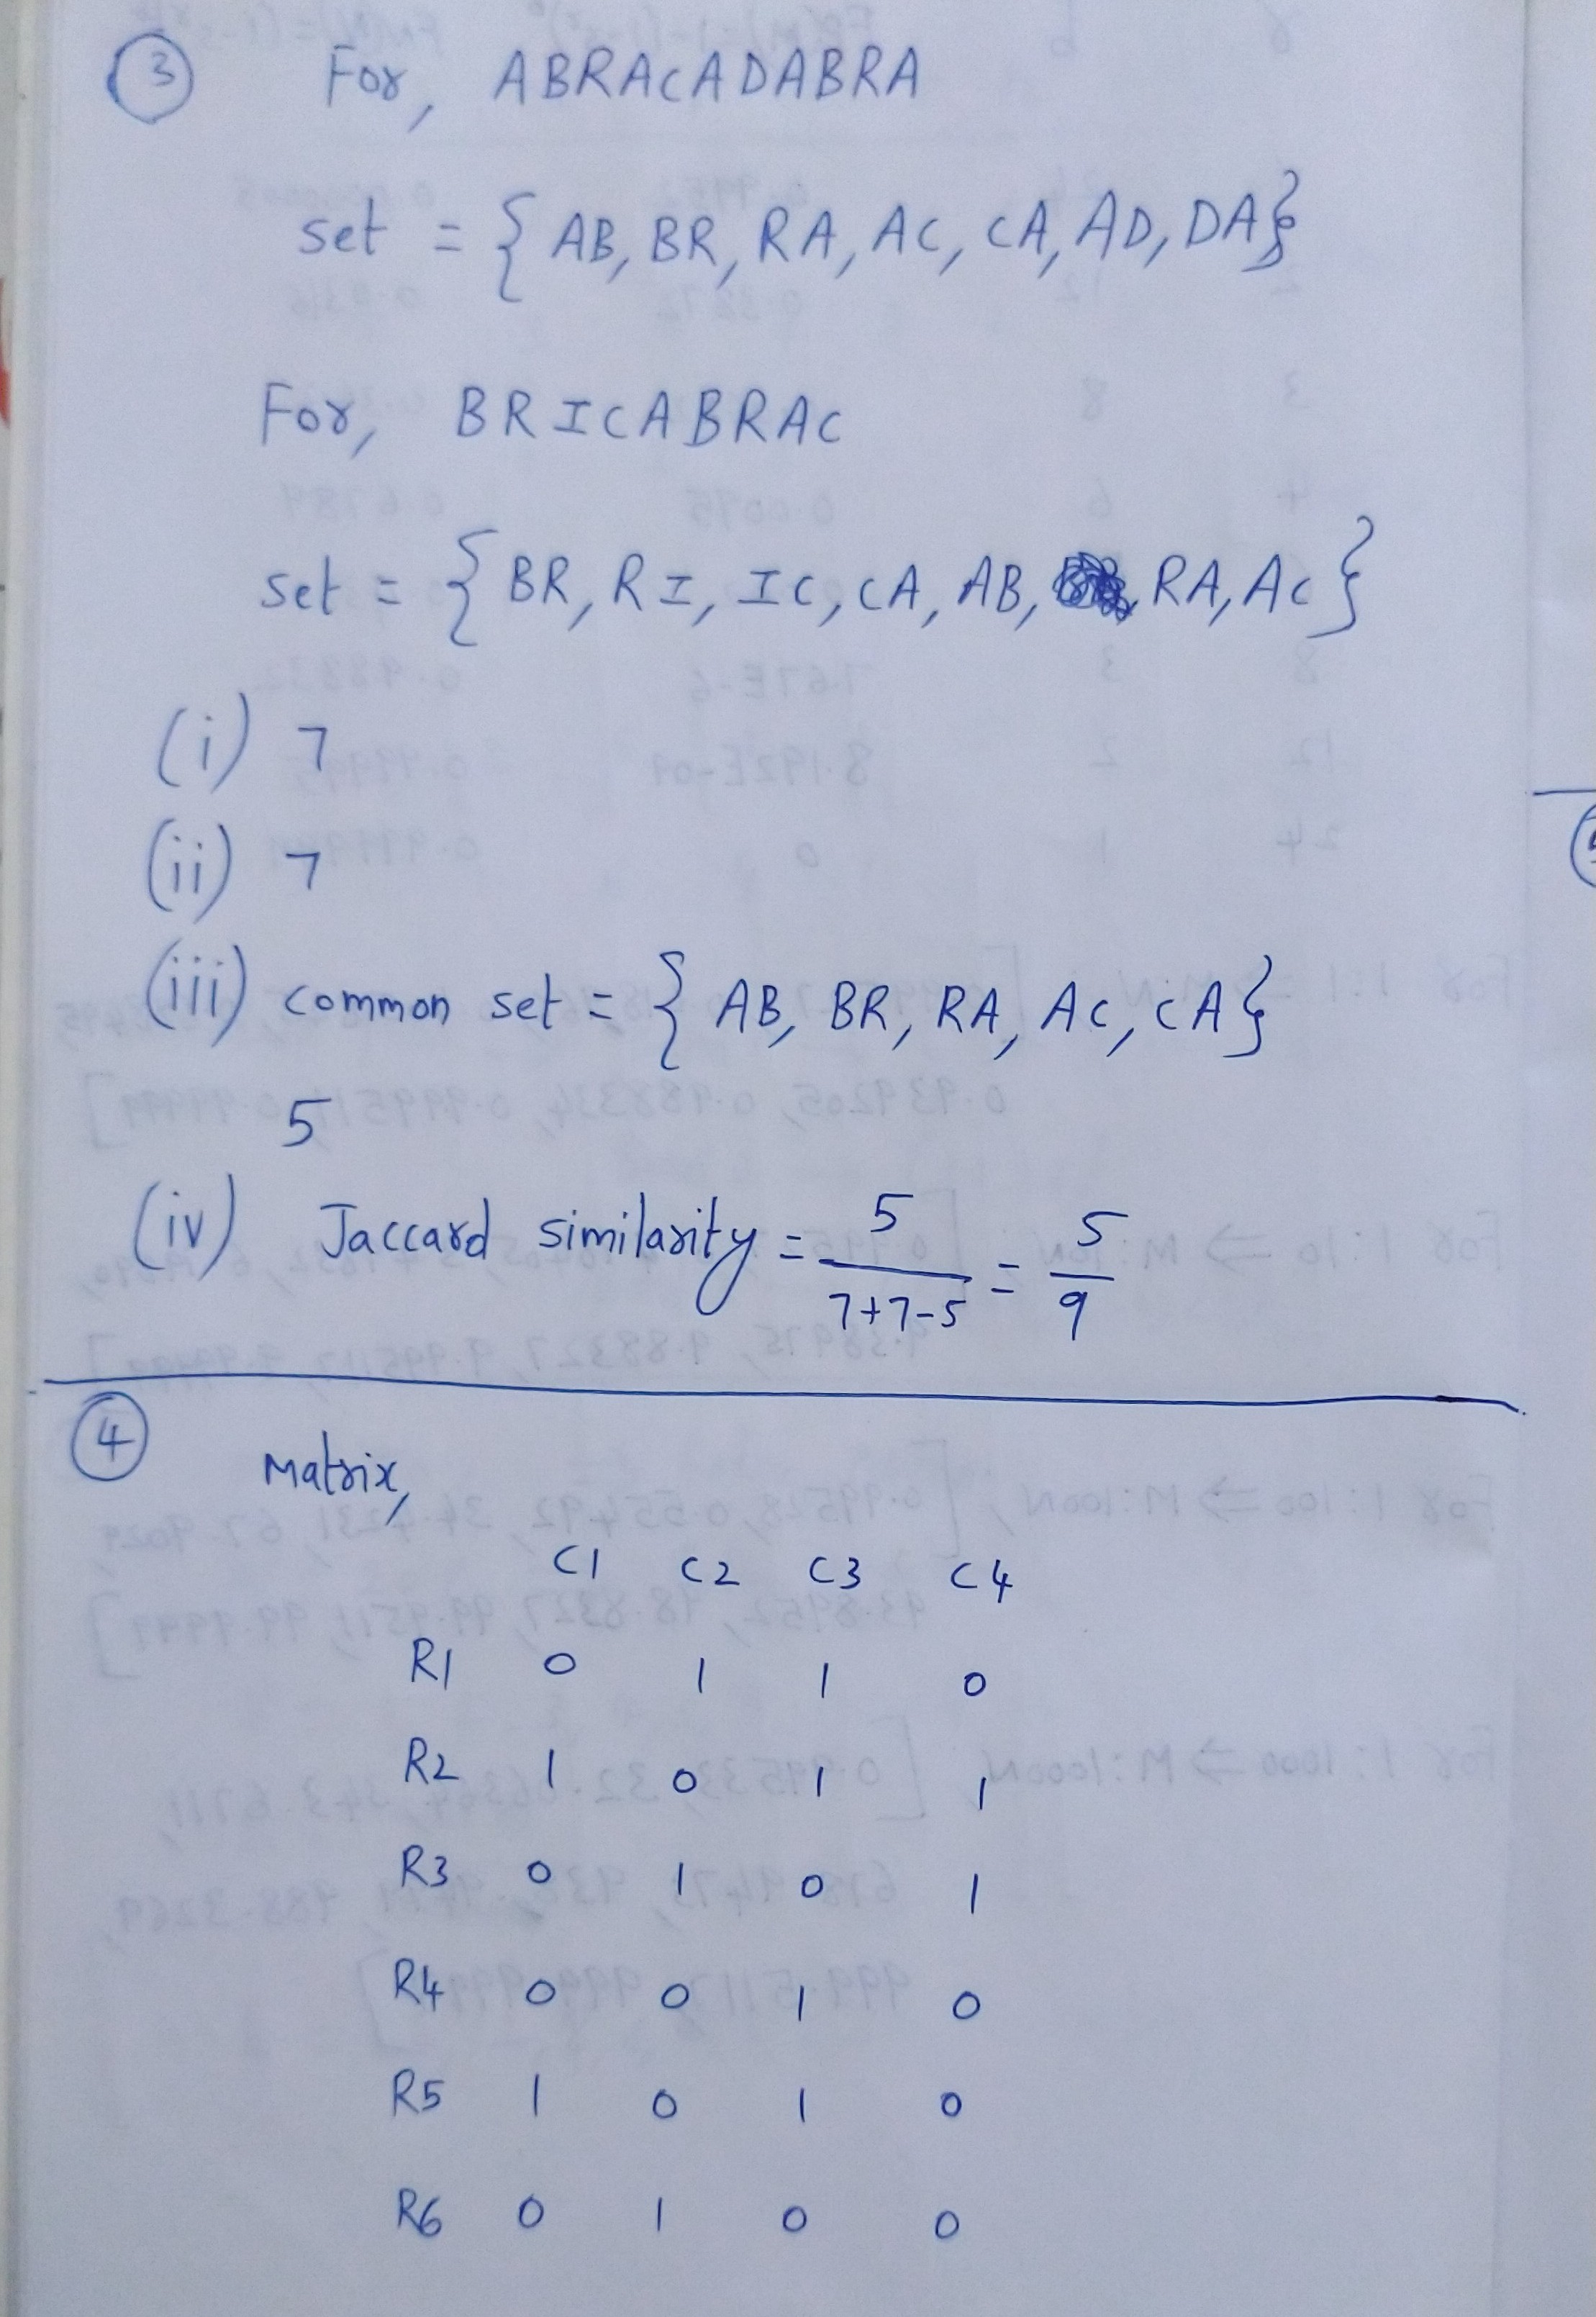 3 For, ABRACADABRA
set = { AB, BR, RA, AC, CA, AD, DA}
For, BRICABRAC
set = { BR, RI, IC, CA, AB, RA, AC }
(i) 7
(ii) 7
(iii) common set = { AB, BR, RA, AC, CA}
5
(iv) Jaccard similarity = 5/(7+7-5) = 5/9
4 Matrix,
C1 C2 C3 C4
R1 0 1 1 0
R2 1 0 1 1
R3 0 1 0 1
R4 0 0 1 0
R5 1 0 1 0
R6 0 1 0 0